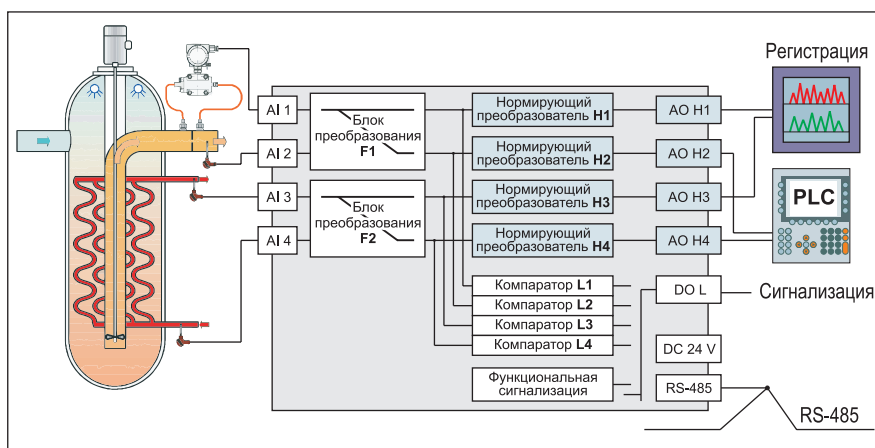 Регистрация
AI 1
Блок
преобразования
F1
AI 2
AI 3
Блок
преобразования
F2
AI 4
Нормирующий
преобразователь H1
Нормирующий
преобразователь H2
Нормирующий
преобразователь H3
Нормирующий
преобразователь H4
AO H1
AO H2
AO H3
AO H4
PLC
Компаратор L1
Компаратор L2
Компаратор L3
Компаратор L4
Функциональная
сигнализация
DO L
Сигнализация
DC 24 V
RS-485
RS-485